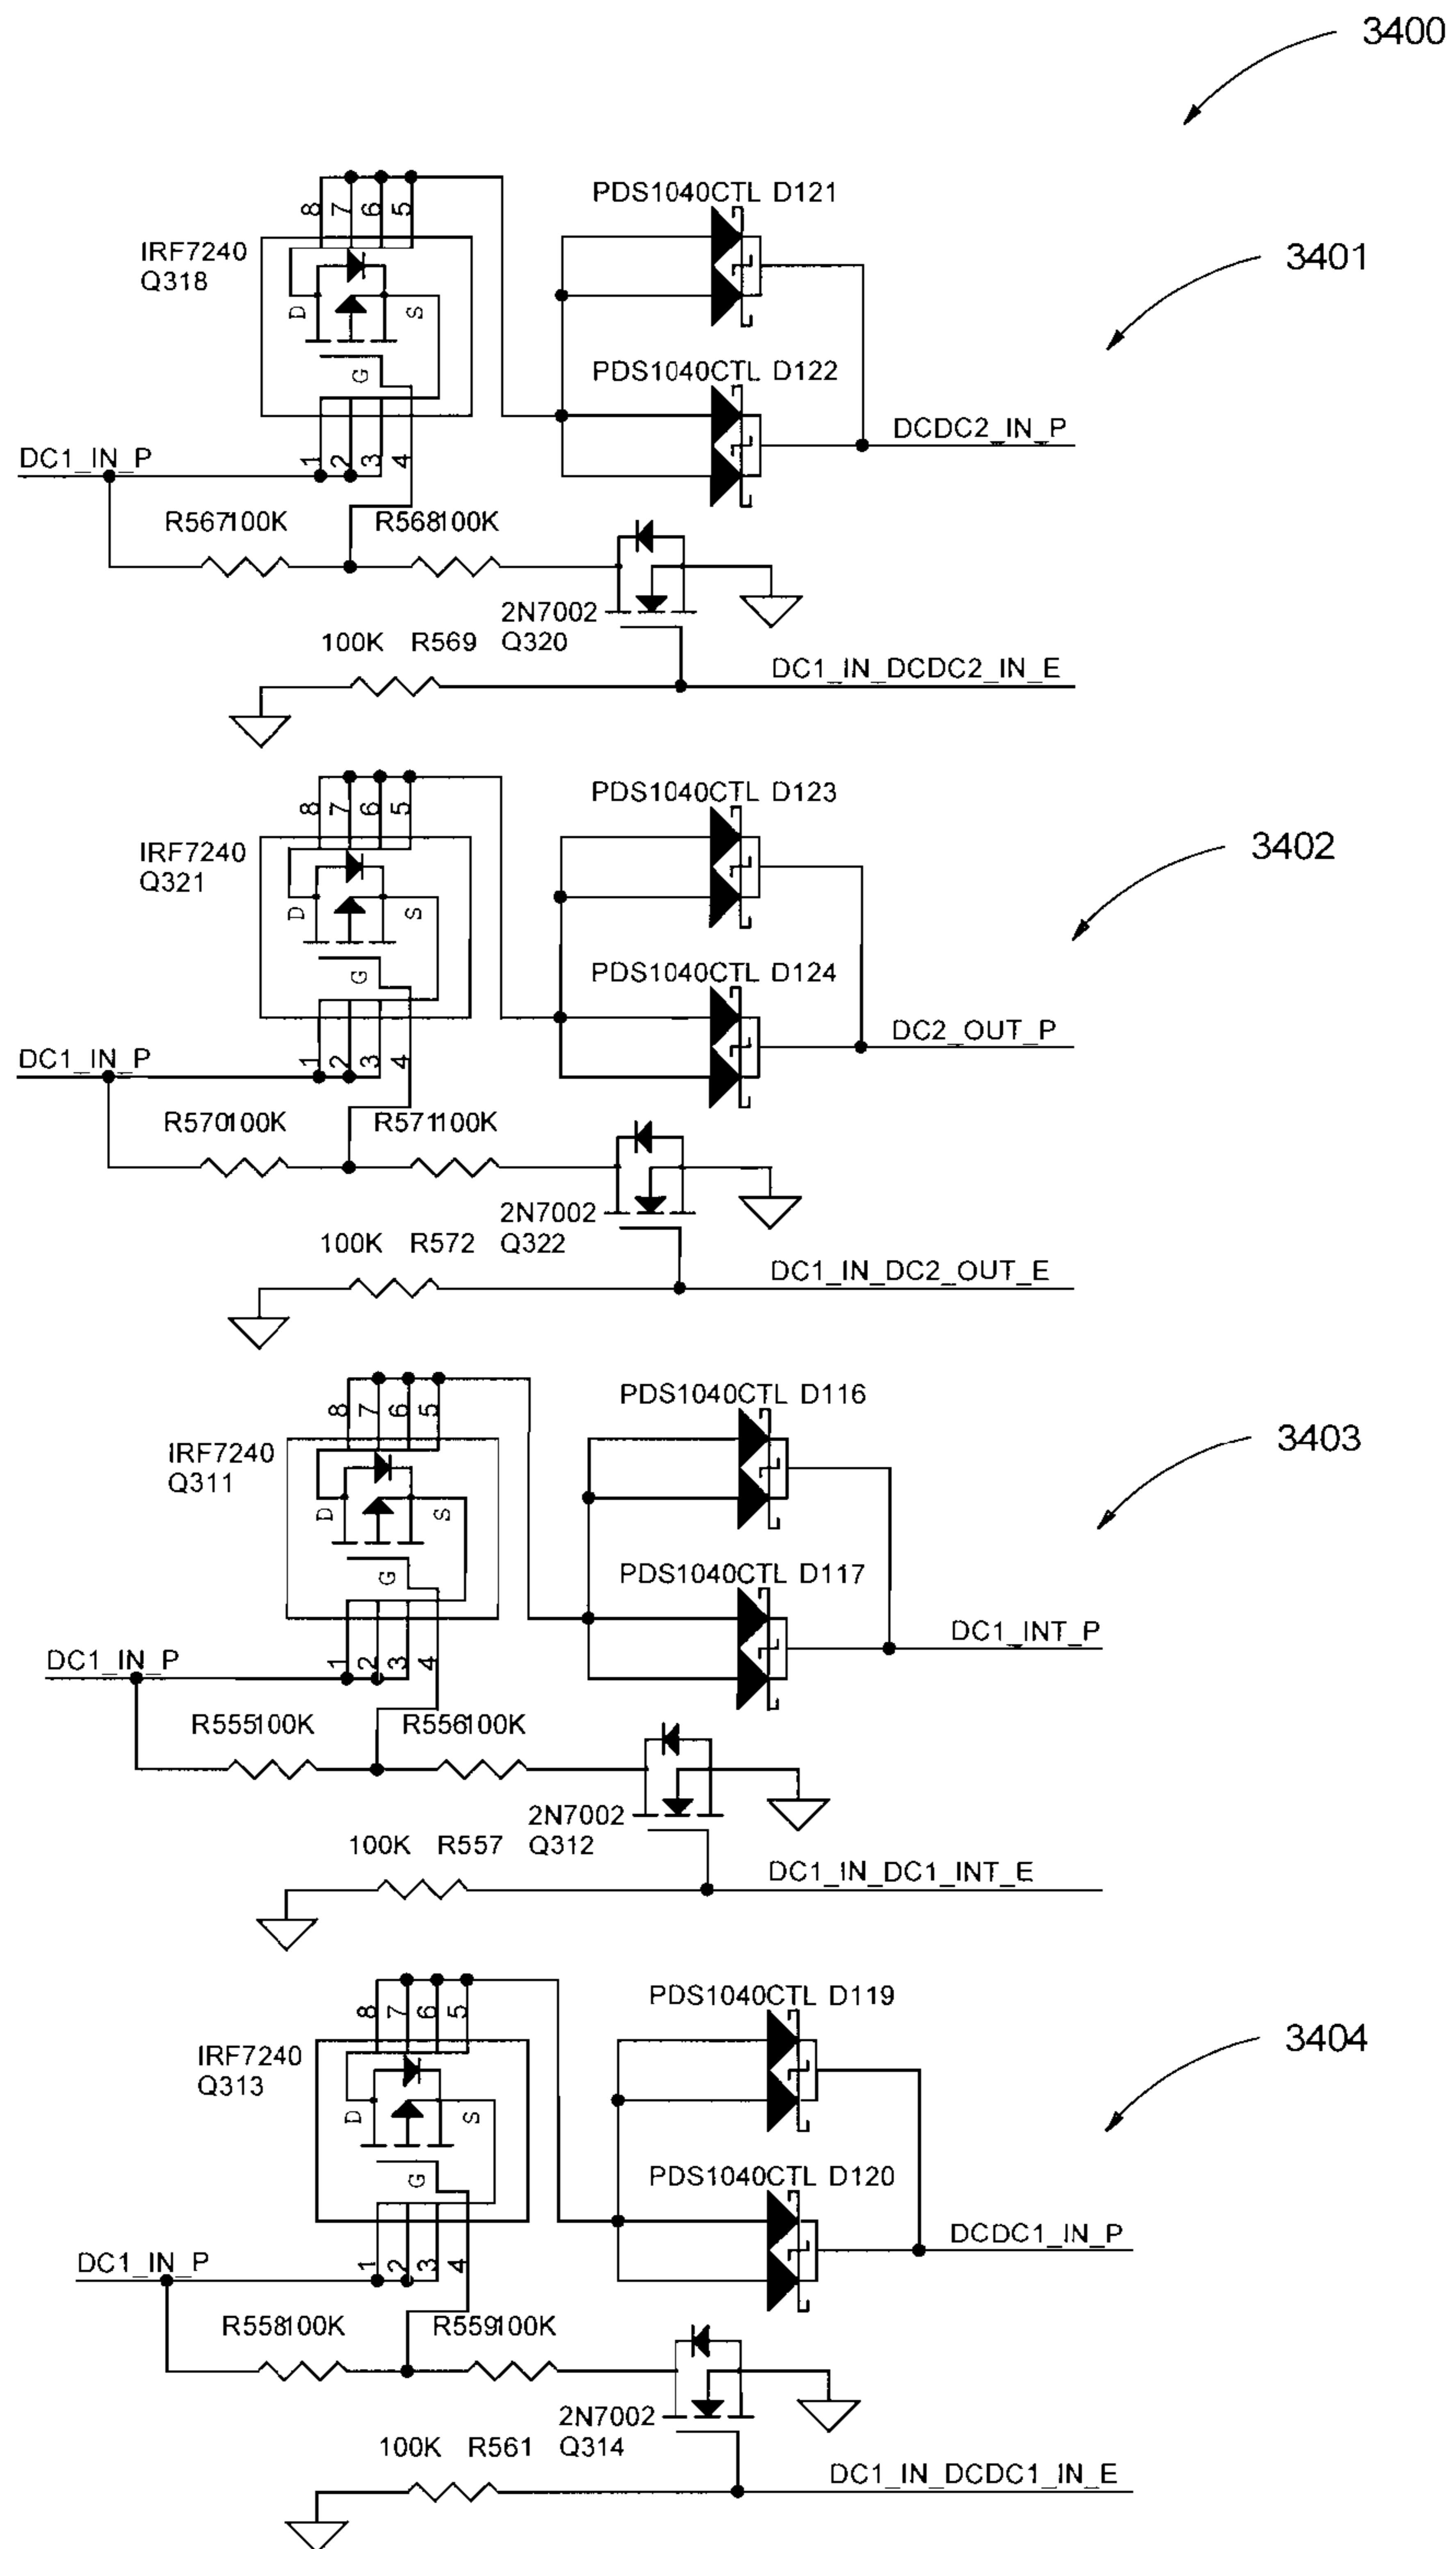 3400
PDS1040CTL D121
8 7 6 5
IRF7240
Q318
3401
D S
G
PDS1040CTL D122
DCDC2_IN_P
DC1_IN_P
1 2 3 4
R567100K R568100K
2N7002
100K R569 Q320
DC1_IN_DCDC2_IN_E
8 7 6 5
PDS1040CTL D123
IRF7240
Q321
3402
D S
G
PDS1040CTL D124
DC2_OUT_P
DC1_IN_P
1 2 3 4
R570100K R571100K
2N7002
100K R572 Q322
DC1_IN_DC2_OUT_E
8 7 6 5
PDS1040CTL D116
IRF7240
Q311
3403
D S
G
PDS1040CTL D117
DC1_INT_P
DC1_IN_P
1 2 3 4
R555100K R556100K
2N7002
100K R557 Q312
DC1_IN_DC1_INT_E
8 7 6 5
PDS1040CTL D119
IRF7240
Q313
3404
D S
G
PDS1040CTL D120
DCDC1_IN_P
DC1_IN_P
1 2 3 4
R558100K R559100K
2N7002
100K R561 Q314
DC1_IN_DCDC1_IN_E